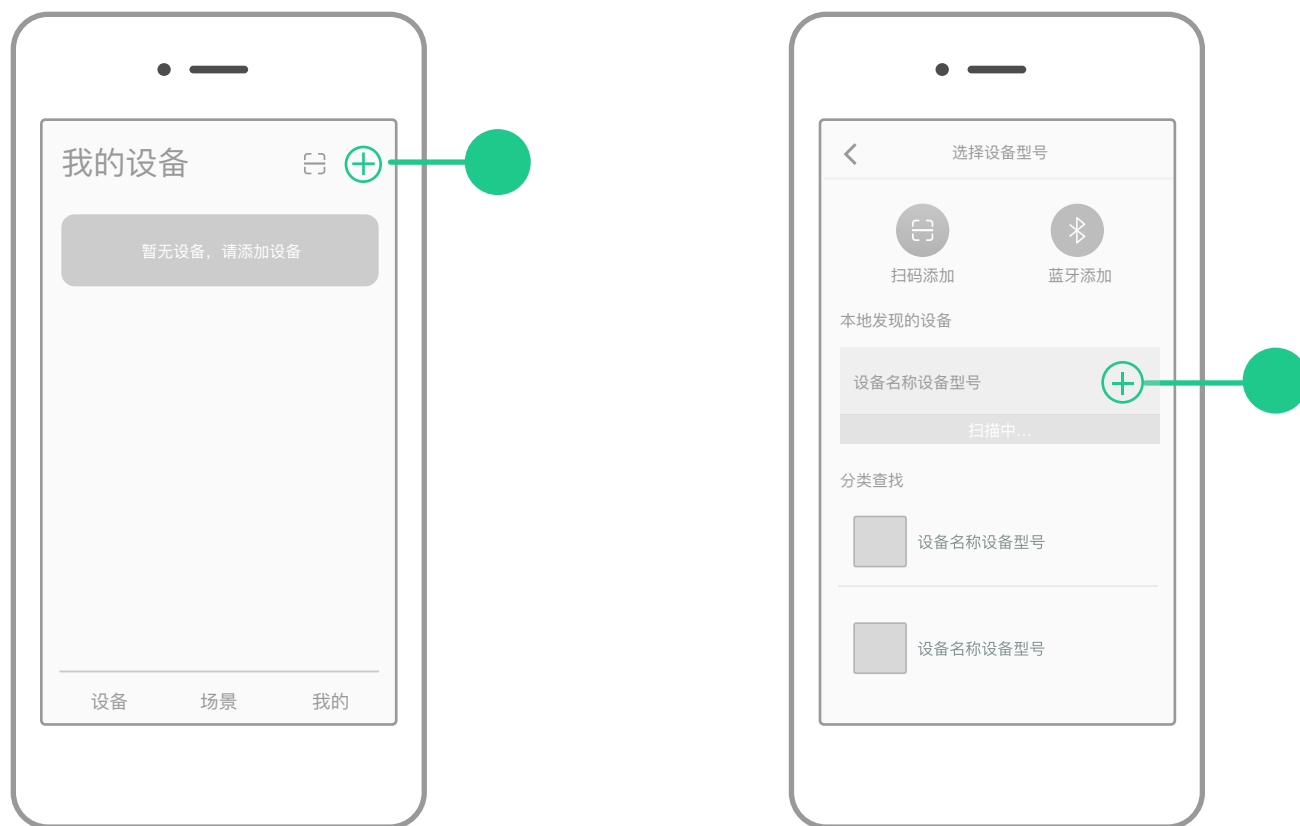 我的设备
暂无设备，请添加设备
设备 场景 我的
选择设备型号
扫码添加 蓝牙添加
本地发现的设备
设备名称设备型号
扫描中...
分类查找
设备名称设备型号
设备名称设备型号